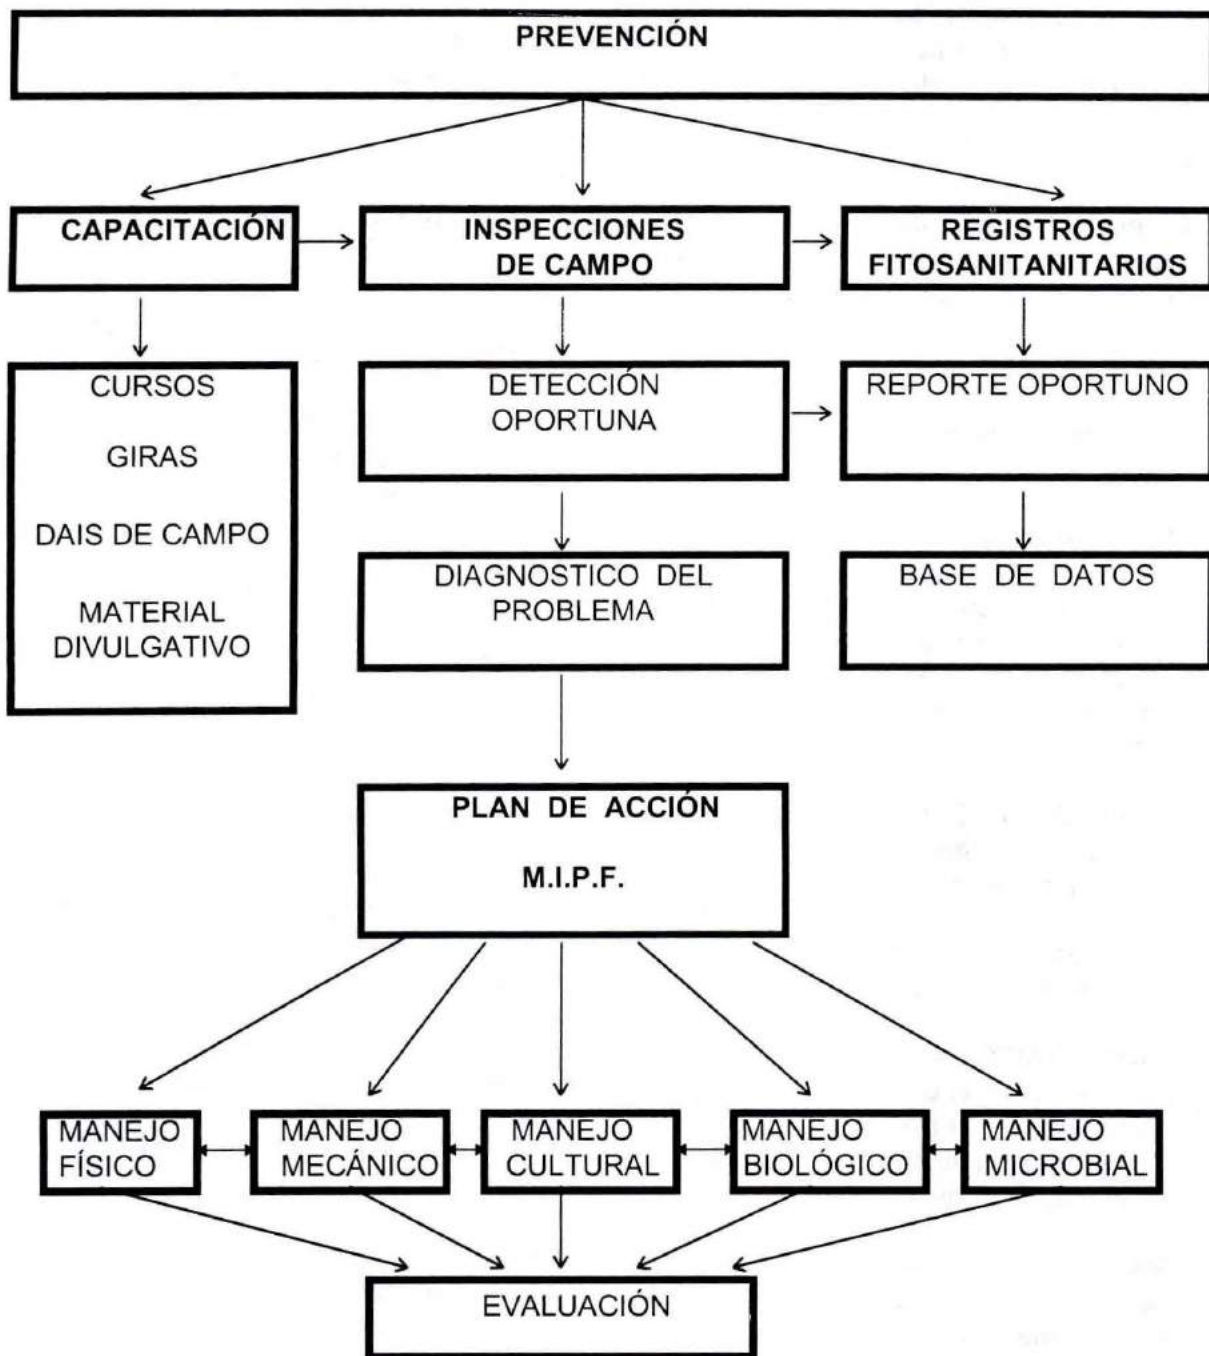 PREVENCIÓN
CAPACITACIÓN
INSPECCIONES
DE CAMPO
REGISTROS
FITOSANITANITARIOS
CURSOS
GIRAS
DAIS DE CAMPO
MATERIAL
DIVULGATIVO
DETECCIÓN
OPORTUNA
REPORTE OPORTUNO
DIAGNOSTICO DEL
PROBLEMA
BASE DE DATOS
PLAN DE ACCIÓN
M.I.P.F.
MANEJO
FÍSICO
MANEJO
MECÁNICO
MANEJO
CULTURAL
MANEJO
BIOLÓGICO
MANEJO
MICROBIAL
EVALUACIÓN